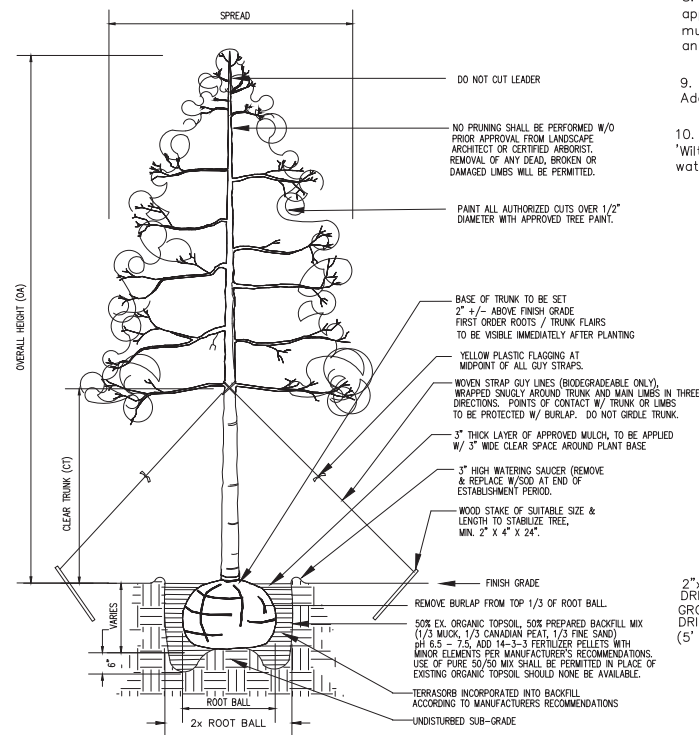 SPREAD
DO NOT CUT LEADER
NO PRUNING SHALL BE PERFORMED W/O
PRIOR APPROVAL FROM LANDSCAPE
ARCHITECT OR CERTIFIED ARBORIST.
REMOVAL OF ANY DEAD, BROKEN OR
DAMAGED LIMBS WILL BE PERMITTED.
PAINT ALL AUTHORIZED CUTS OVER 1/2"
DIAMETER WITH APPROVED TREE PAINT.
OVERALL HEIGHT (OA)
BASE OF TRUNK TO BE SET
2" +/- ABOVE FINISH GRADE
FIRST ORDER ROOTS / TRUNK FLAIRS
TO BE VISIBLE IMMEDIATELY AFTER PLANTING
YELLOW PLASTIC FLAGGING AT
MIDPOINT OF ALL GUY STRAPS.
WOVEN STRAP GUY LINES (BIODEGRADEABLE ONLY),
WRAPPED SNUGLY AROUND TRUNK AND MAIN LIMBS IN THREE
DIRECTIONS. POINTS OF CONTACT W/ TRUNK OR LIMBS
TO BE PROTECTED W/ BURLAP. DO NOT GIRDLE TRUNK.
3" THICK LAYER OF APPROVED MULCH, TO BE APPLIED
W/ 3" WIDE CLEAR SPACE AROUND PLANT BASE
CLEAR TRUNK (CT)
3" HIGH WATERING SAUCER (REMOVE
& REPLACE W/SOD AT END OF
ESTABLISHMENT PERIOD.
WOOD STAKE OF SUITABLE SIZE &
LENGTH TO STABILIZE TREE,
MIN. 2" X 4" X 24".
FINISH GRADE
REMOVE BURLAP FROM TOP 1/3 OF ROOT BALL.
VARIES
6"
50% EX. ORGANIC TOPSOIL, 50% PREPARED BACKFILL MIX
(1/3 MUCK, 1/3 CANADIAN PEAT, 1/3 FINE SAND)
pH 6.5 - 7.5, ADD 14-3-3 FERTILIZER PELLETS WITH
MINOR ELEMENTS PER MANUFACTURER'S RECOMMENDATIONS.
USE OF PURE 50/50 MIX SHALL BE PERMITTED IN PLACE OF
EXISTING ORGANIC TOPSOIL SHOULD NONE BE AVAILABLE.
TERRASORB INCORPORATED INTO BACKFILL
ACCORDING TO MANUFACTURERS RECOMMENDATIONS
ROOT BALL
2x ROOT BALL
UNDISTURBED SUB-GRADE
ap
mu
an
9.
Add
10.
'Wilt
wat
2"x
DRI
GRO
DRI
(5'